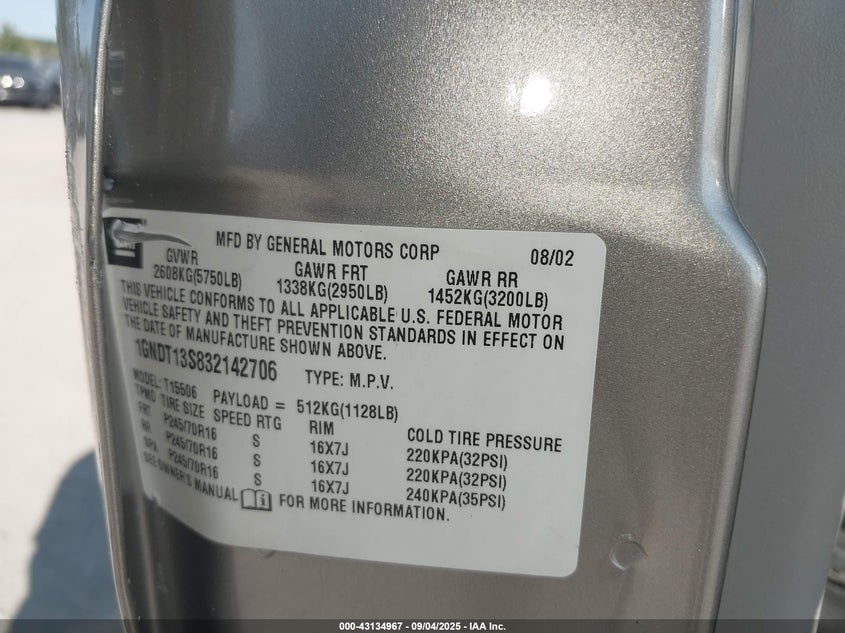 MFD BY GENERAL MOTORS CORP 08/02
GVWR GAWR FRT GAWR RR
2608KG(5750LB) 1338KG(2950LB) 1452KG(3200LB)
THIS VEHICLE CONFORMS TO ALL APPLICABLE U.S. FEDERAL MOTOR
VEHICLE SAFETY AND THEFT PREVENTION STANDARDS IN EFFECT ON
THE DATE OF MANUFACTURE SHOWN ABOVE.
1GNDT13S832142706 TYPE: M.P.V.
MODEL: T15506 PAYLOAD = 512KG(1128LB)
TPMD TIRE SIZE SPEED RTG RIM COLD TIRE PRESSURE
FRT P245/70R16 S 16X7J 220KPA(32PSI)
RR P245/70R16 S 16X7J 220KPA(32PSI)
SPA P245/70R16 S 16X7J 240KPA(35PSI)
SEE OWNER'S MANUAL FOR MORE INFORMATION.
000-43134967 - 09/04/2025 - IAA Inc.